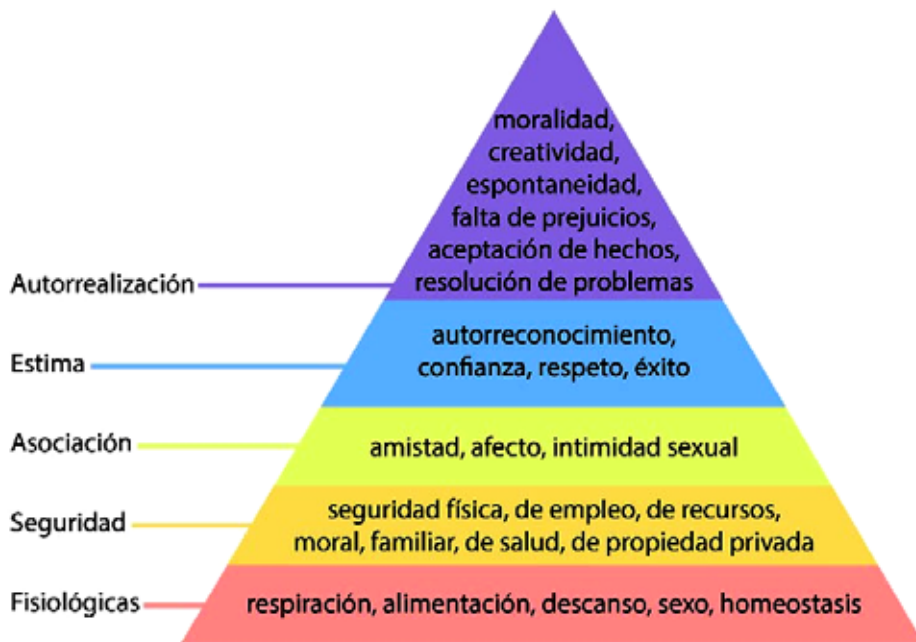 moralidad,
creatividad,
espontaneidad,
falta de prejuicios,
aceptación de hechos,
resolución de problemas
Autorrealización
autorreconocimiento,
confianza, respeto, éxito
Estima
amistad, afecto, intimidad sexual
Asociación
seguridad física, de empleo, de recursos,
moral, familiar, de salud, de propiedad privada
Seguridad
respiración, alimentación, descanso, sexo, homeostasis
Fisiológicas